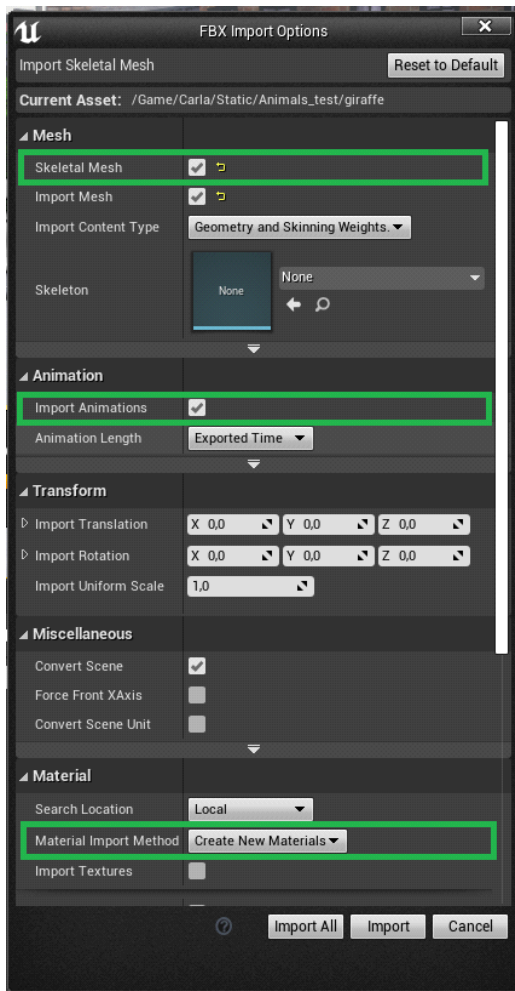 FBX Import Options
Import Skeletal Mesh Reset to Default
Current Asset: /Game/Carla/Static/Animals_test/giraffe
Mesh
Skeletal Mesh
Import Mesh
Import Content Type Geometry and Skinning Weights.
Skeleton None None
Animation
Import Animations
Animation Length Exported Time
Transform
Import Translation X 0,0 Y 0,0 Z 0,0
Import Rotation X 0,0 Y 0,0 Z 0,0
Import Uniform Scale 1,0
Miscellaneous
Convert Scene
Force Front XAxis
Convert Scene Unit
Material
Search Location Local
Material Import Method Create New Materials
Import Textures
Import All Import Cancel